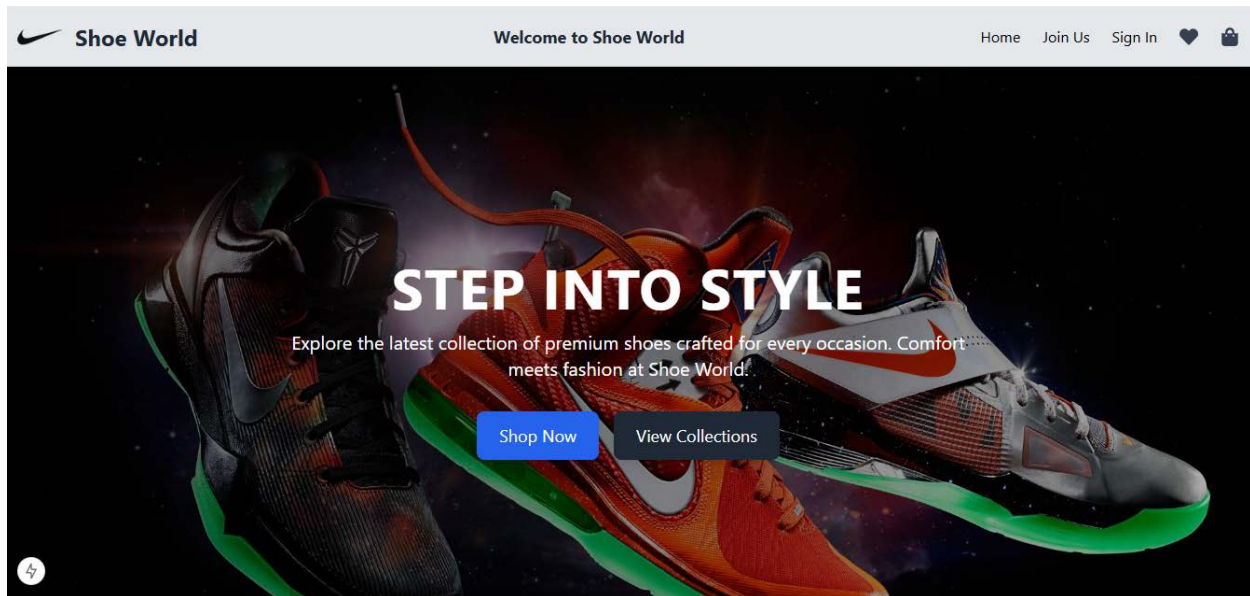 Shoe World
Welcome to Shoe World
Home
Join Us
Sign In
STEP INTO STYLE
Explore the latest collection of premium shoes crafted for every occasion. Comfort
meets fashion at Shoe World.
Shop Now
View Collections